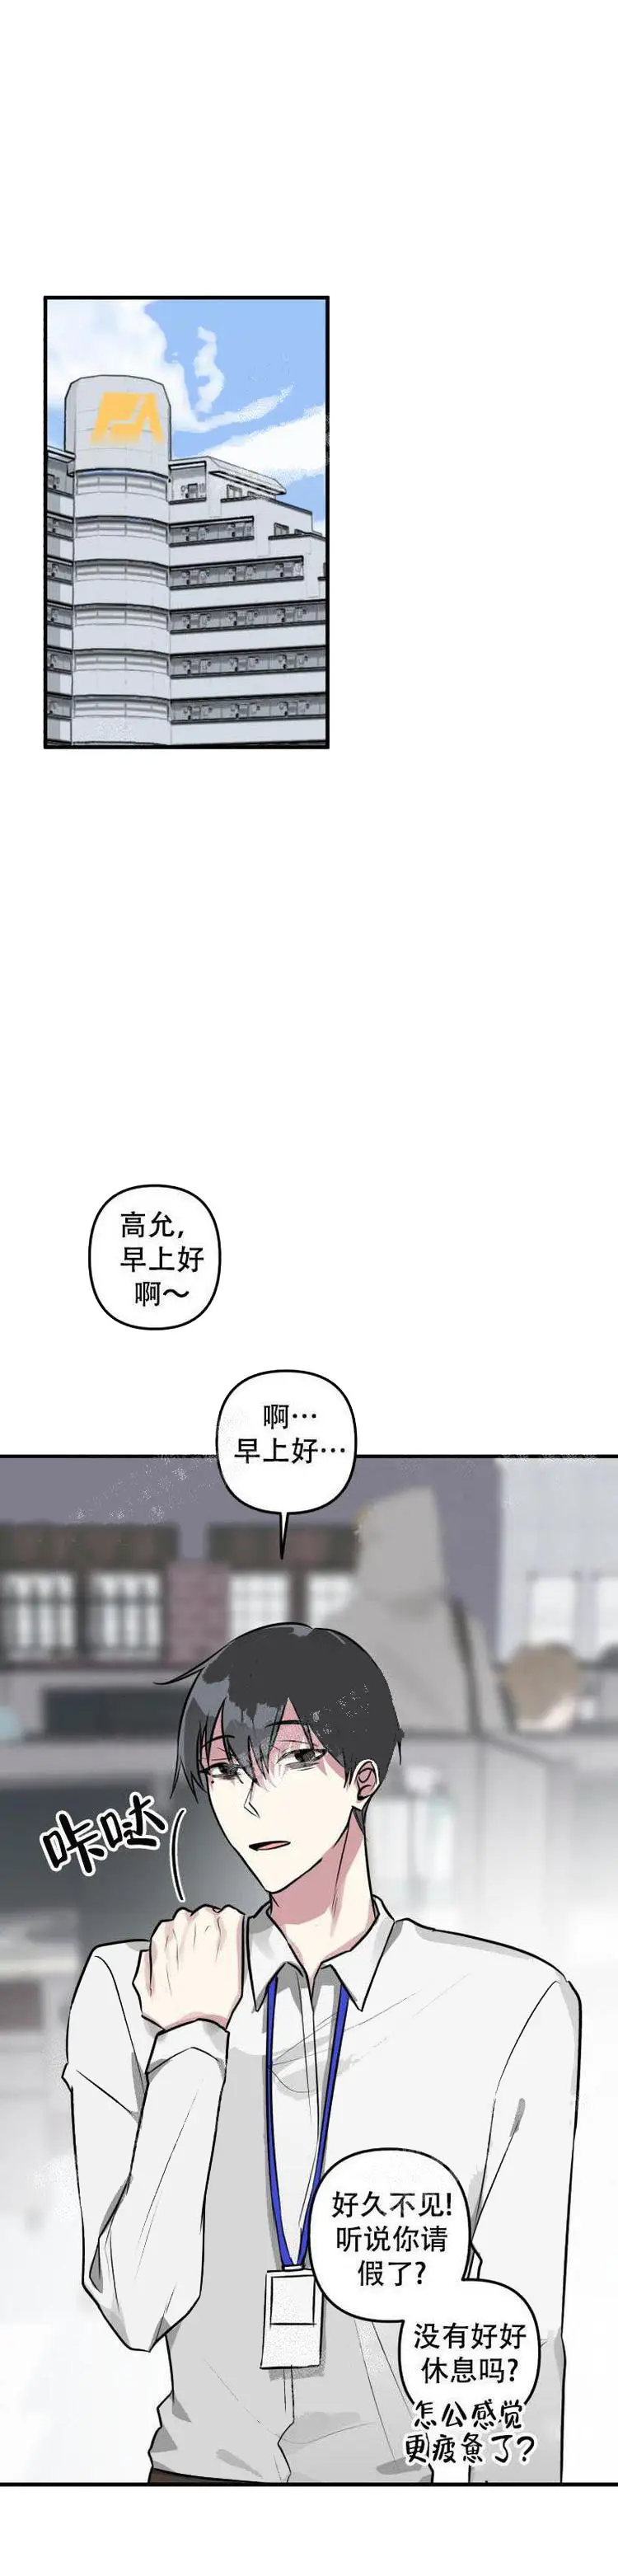 高允,
早上好
啊～
啊…
早上好…
咔哒
好久不见!
听说你请
假了?
没有好好
休息吗?
怎么感觉
更疲惫了?